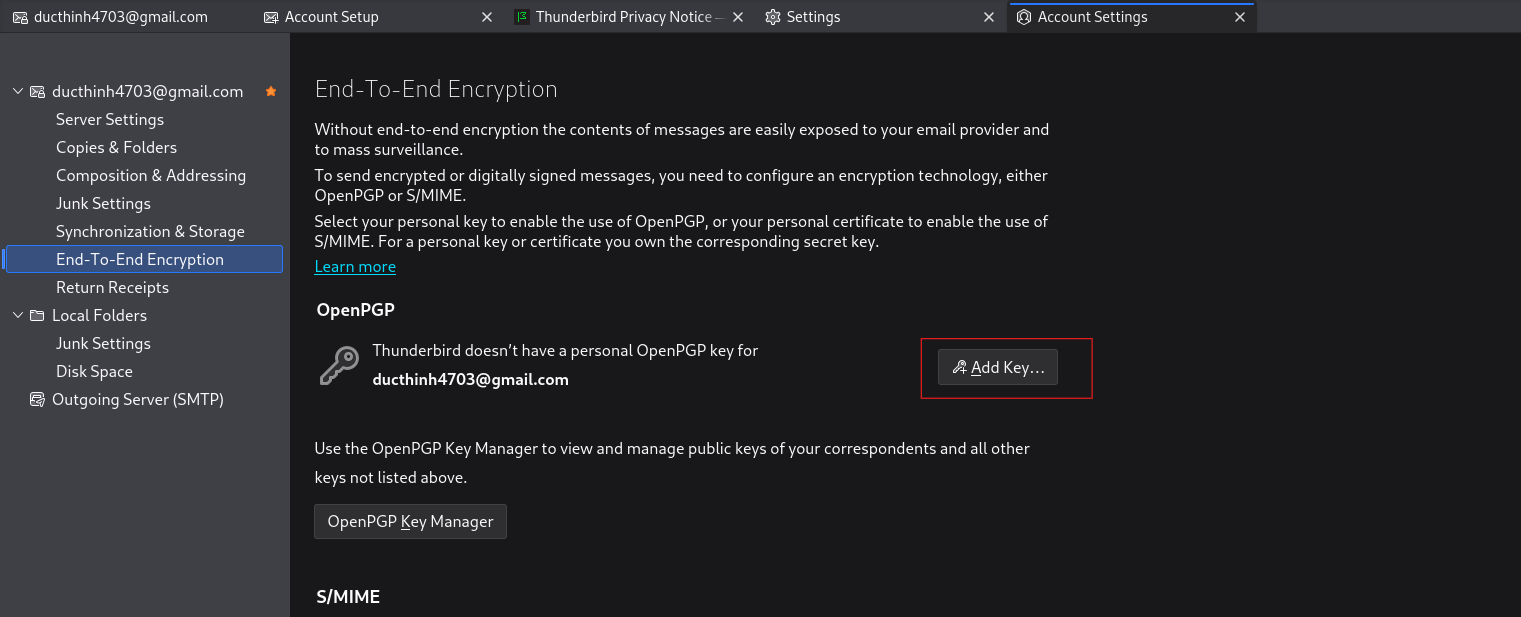 ducthinh4703@gmail.com
Account Setup
Thunderbird Privacy Notice —
Settings
Account Settings
ducthinh4703@gmail.com
Server Settings
Copies & Folders
Composition & Addressing
Junk Settings
Synchronization & Storage
End-To-End Encryption
Return Receipts
Local Folders
Junk Settings
Disk Space
Outgoing Server (SMTP)
End-To-End Encryption
Without end-to-end encryption the contents of messages are easily exposed to your email provider and
to mass surveillance.
To send encrypted or digitally signed messages, you need to configure an encryption technology, either
OpenPGP or S/MIME.
Select your personal key to enable the use of OpenPGP, or your personal certificate to enable the use of
S/MIME. For a personal key or certificate you own the corresponding secret key.
Learn more
OpenPGP
Thunderbird doesn’t have a personal OpenPGP key for
ducthinh4703@gmail.com
Add Key…
Use the OpenPGP Key Manager to view and manage public keys of your correspondents and all other
keys not listed above.
OpenPGP Key Manager
S/MIME